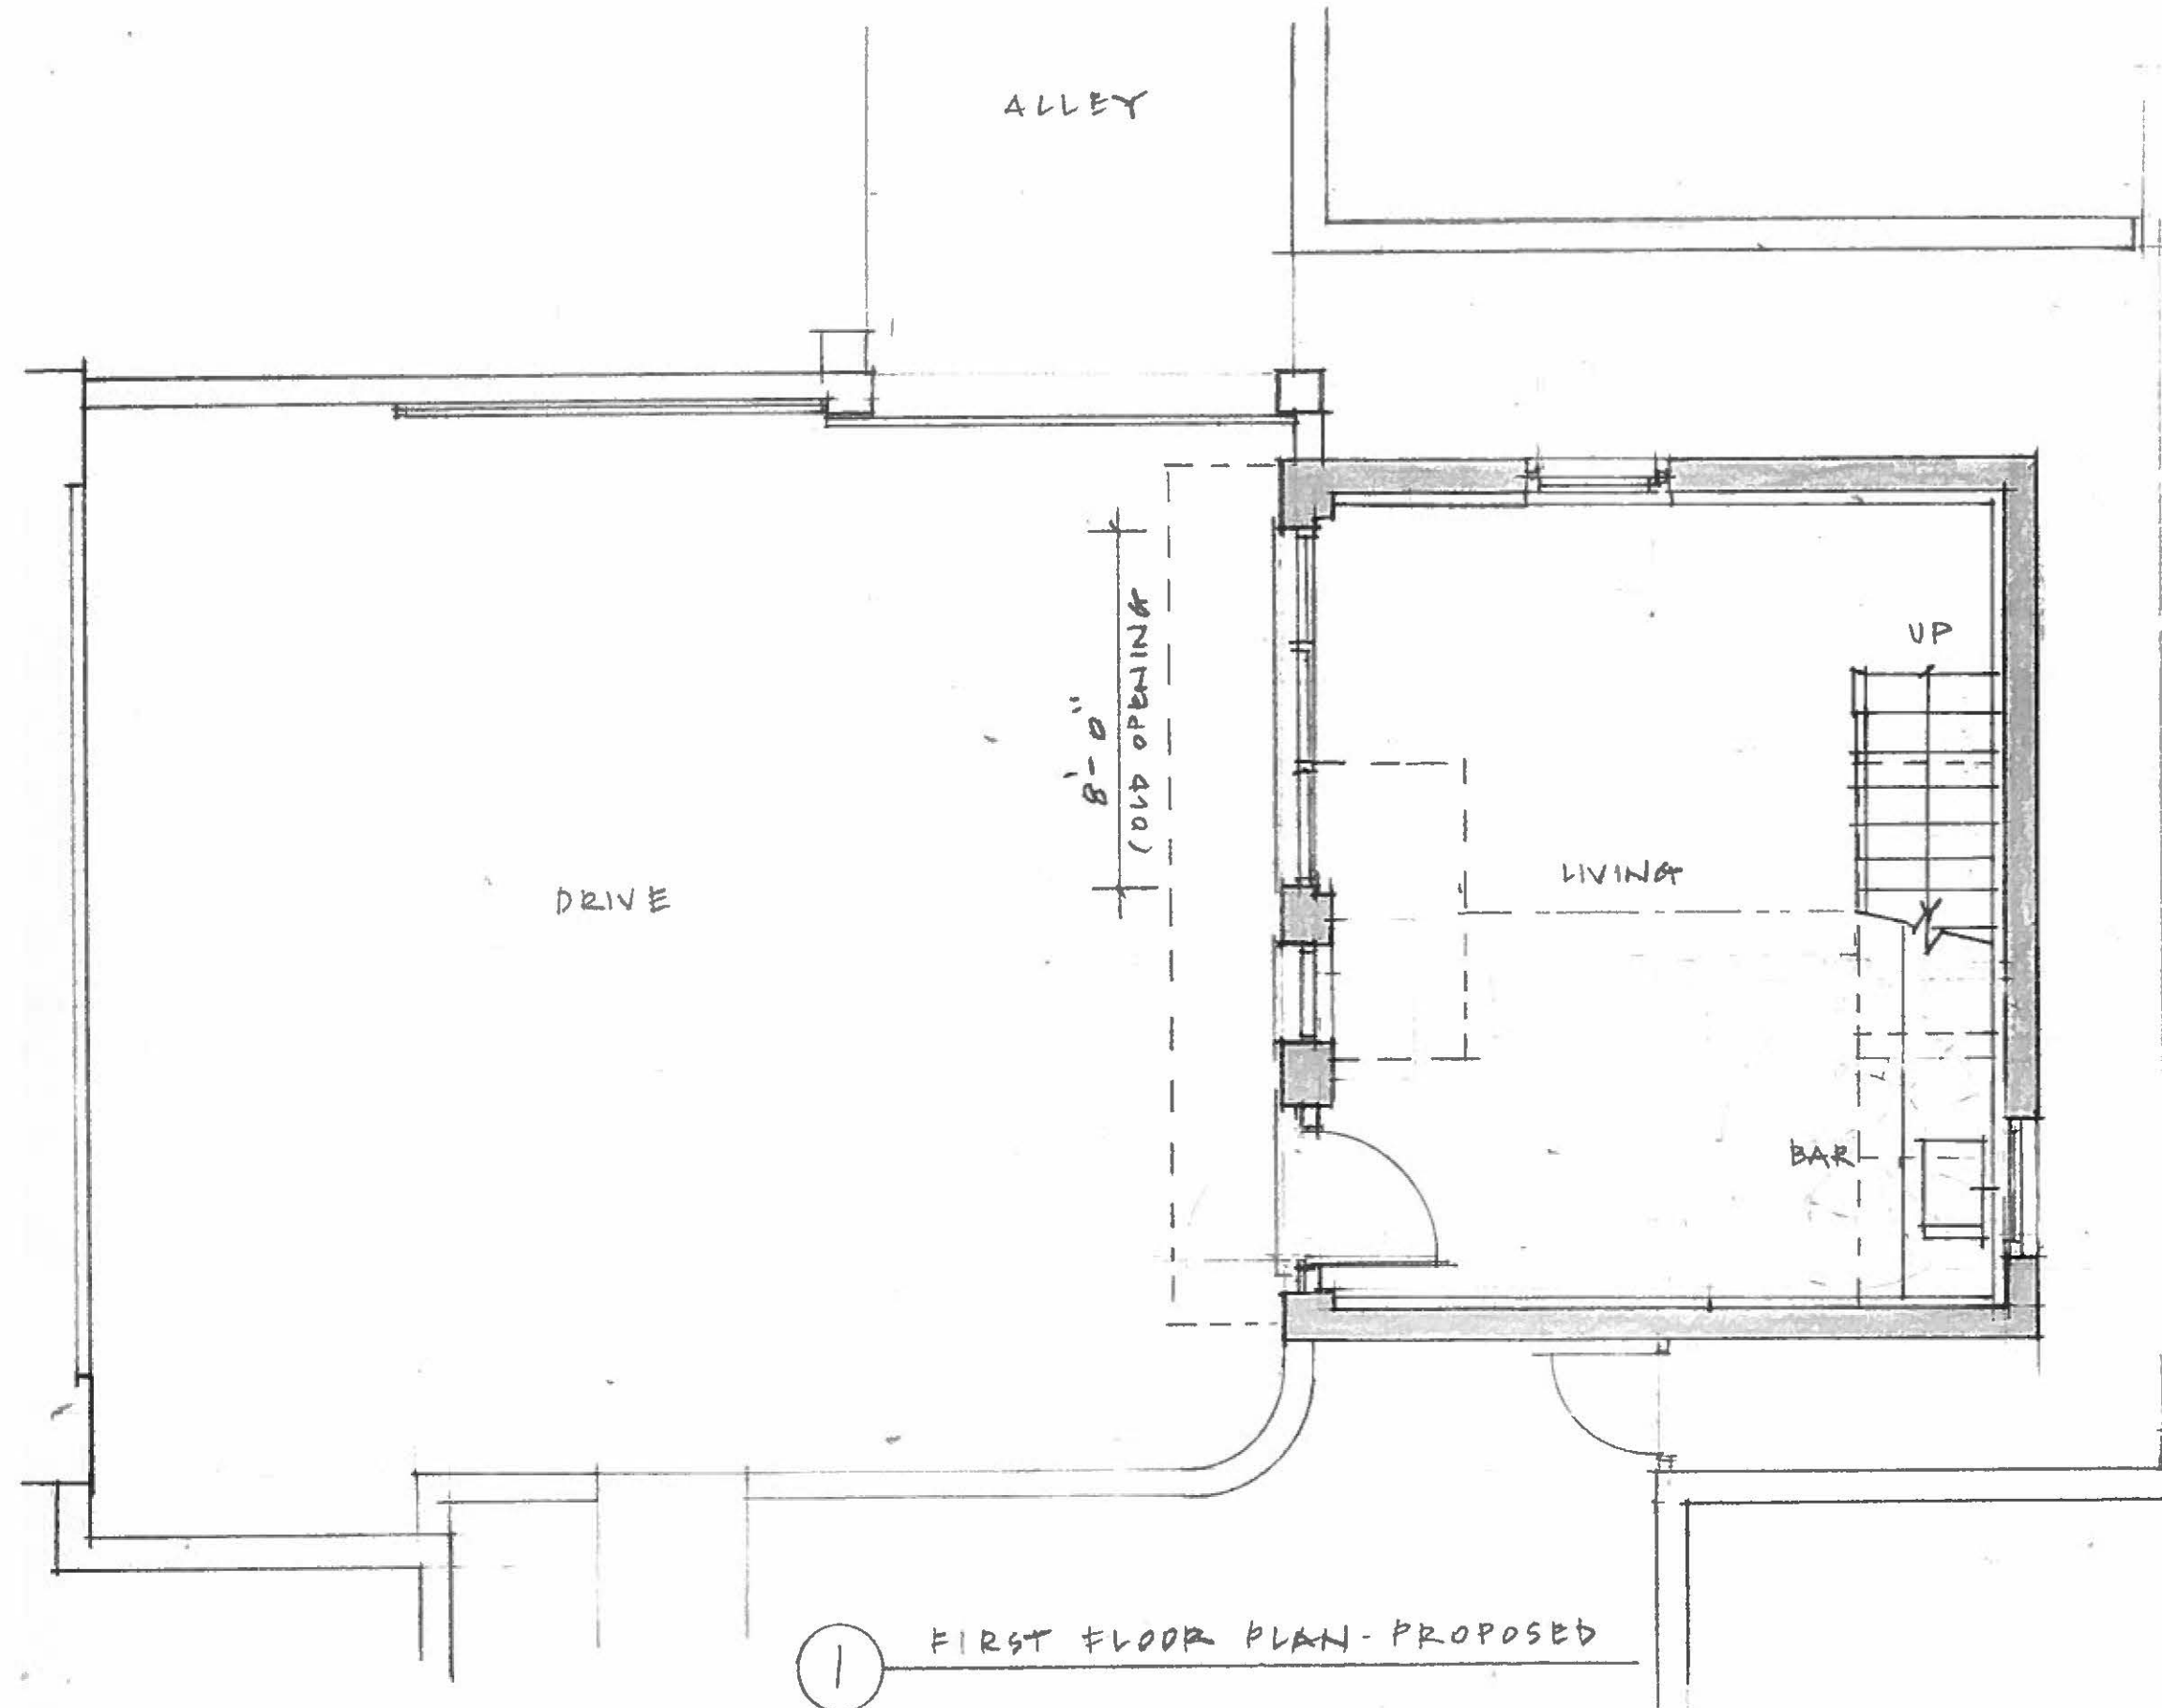 ALLEY
UP
8'-0"
(OLD OPENING
LIVING
DRIVE
BAR
1
FIRST FLOOR PLAN - PROPOSED